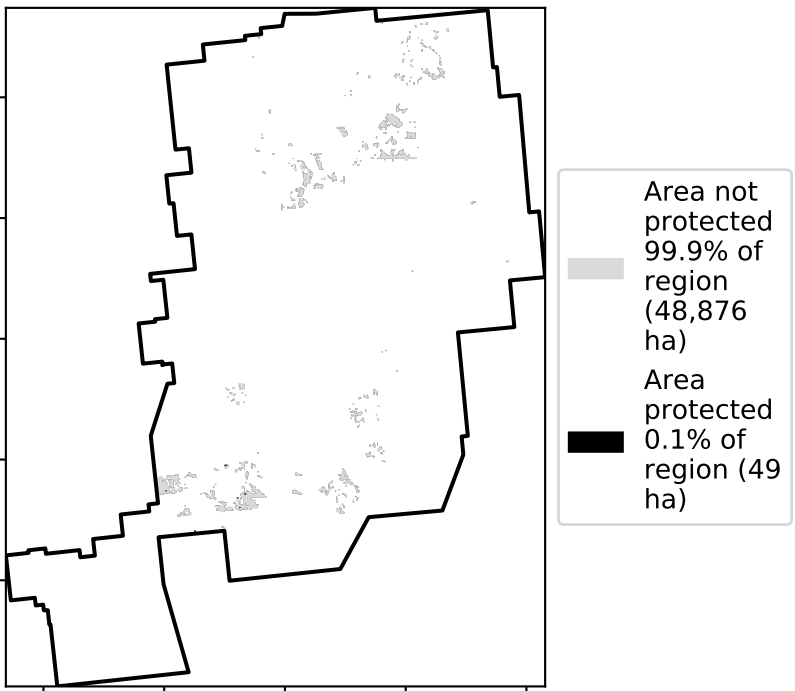 Area not
protected
99.9% of
region
(48,876
ha)
Area
protected
0.1% of
region (49
ha)